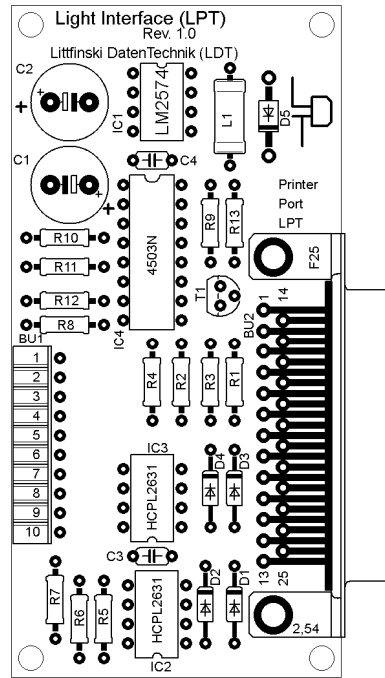 Light Interface (LPT)
Rev. 1.0
Littfinski DatenTechnik (LDT)
C2
IC1
LM2574
L1
D5
C1
C4
Printer
Port
LPT
R9
R13
R10
R11
R12
R8
4503N
IC4
T1
F25
BU1
BU2
1
14
1
2
3
4
5
6
7
8
9
10
R4
R2
R3
R1
IC3
HCPL2631
D4
D3
C3
13
25
R7
R6
R5
HCPL2631
IC2
D2
D1
2,54